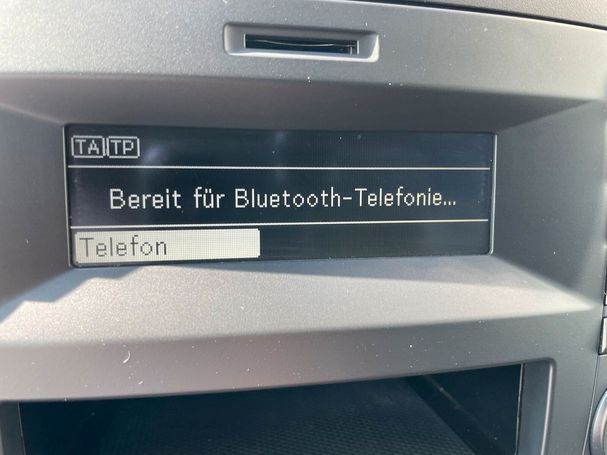 TA TP
Bereit für Bluetooth-Telefonie...
Telefon